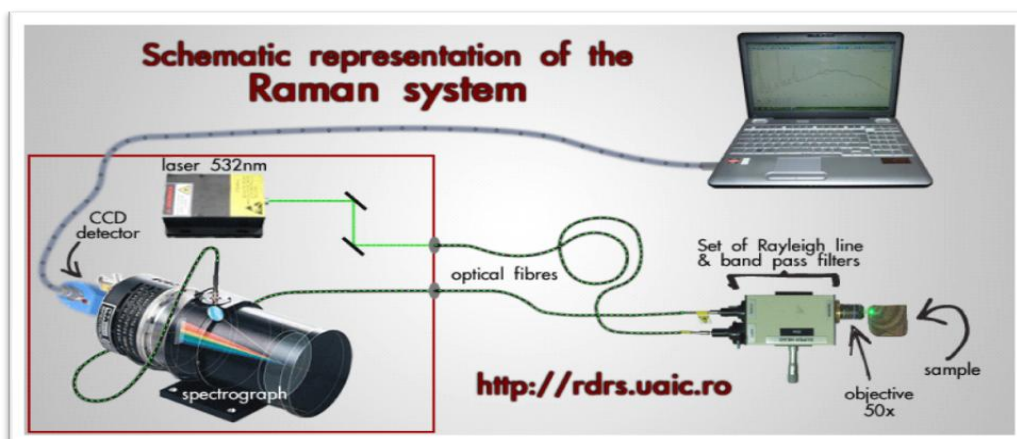 Schematic representation of the
Raman system
laser 532nm
CCD
detector
optical fibres
Set of Rayleigh line
& band pass filters
spectrograph
http://rdrs.uaic.ro
sample
objective
50x